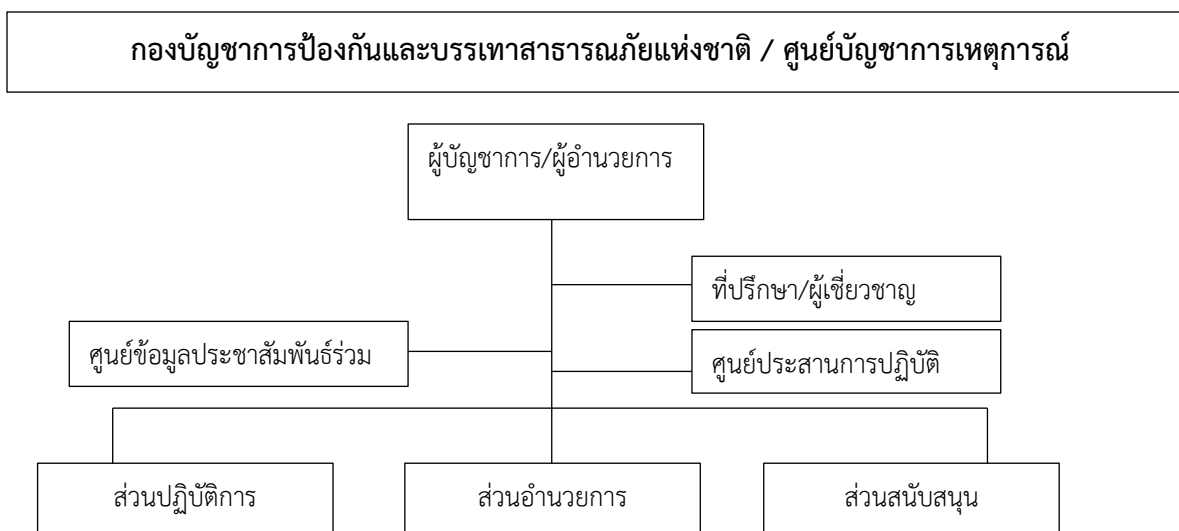 กองบัญชาการป้องกันและบรรเทาสาธารณภัยแห่งชาติ / ศูนย์บัญชาการเหตุการณ์
ผู้บัญชาการ/ผู้อำนวยการ
ที่ปรึกษา/ผู้เชี่ยวชาญ
ศูนย์ข้อมูลประชาสัมพันธ์ร่วม
ศูนย์ประสานการปฏิบัติ
ส่วนปฏิบัติการ
ส่วนอำนวยการ
ส่วนสนับสนุน